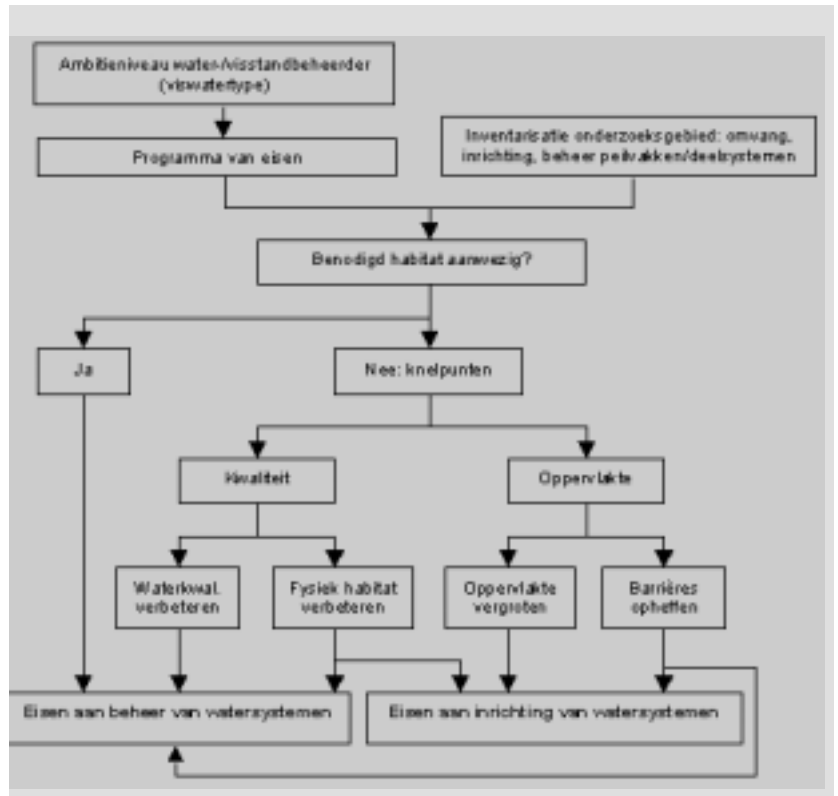 Ambitieniveau water-/visstandbeheerder
(viswatertype)
Programma van eisen
Inventarisatie onderzoeksgebied: omvang,
inrichting, beheer peilvakken/deelsystemen
Benodigd habitat aanwezig?
Ja
Nee: knelpunten
Kwaliteit
Oppervlakte
Waterkwal.
verbeteren
Fysiek habitat
verbeteren
Oppervlakte
vergroten
Barrières
opheffen
Eisen aan beheer van watersystemen
Eisen aan inrichting van watersystemen